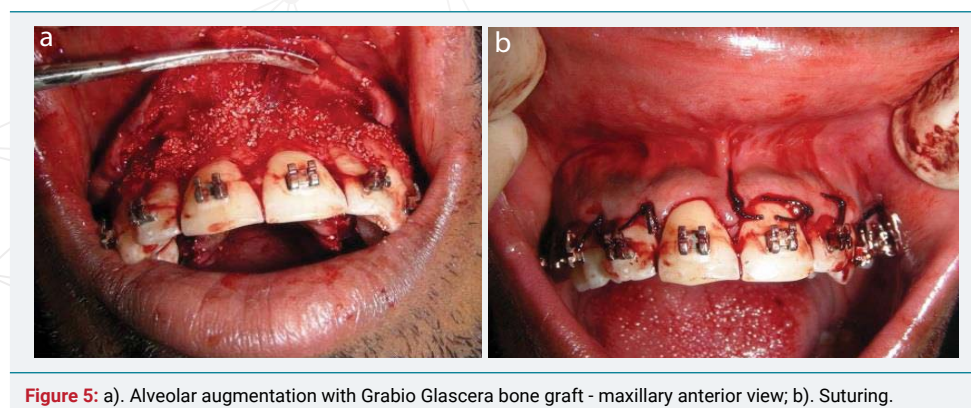 a
b
Figure 5: a). Alveolar augmentation with Grabio Glascera bone graft - maxillary anterior view; b). Suturing.